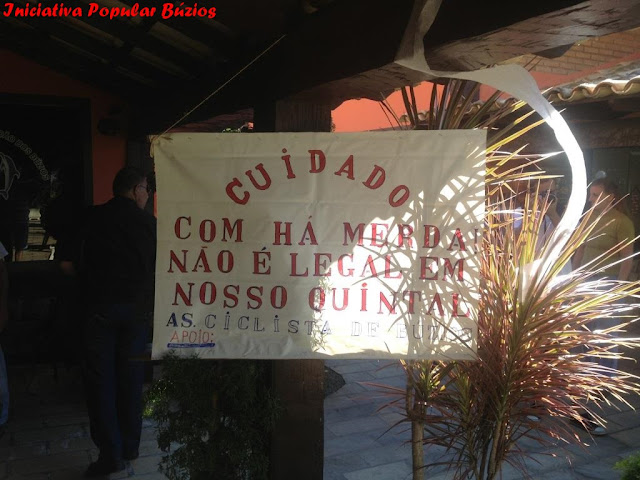 Iniciativa Popular Búzios
CUIDADO
COM HÁ MERDA!
NÃO É LEGAL EM
NOSSO QUINTAL
AS. CICLISTA DE
APOIO: